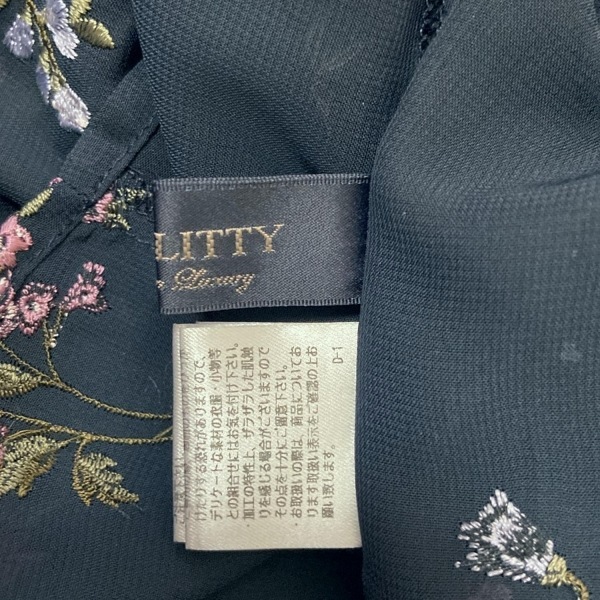 LITTY
Luxury
けたりする恐れがありますので、
デリケートな素材の衣服・小物等
との組合せにはお気を付け下さい。
・加工の特性上、ザラザラした肌触
りを感じる場合がございますので
その点を十分にご留意下さい。
・お取扱いの際は、商品についてお
ります取扱い表示をご確認の上お
願い致します。
D-1